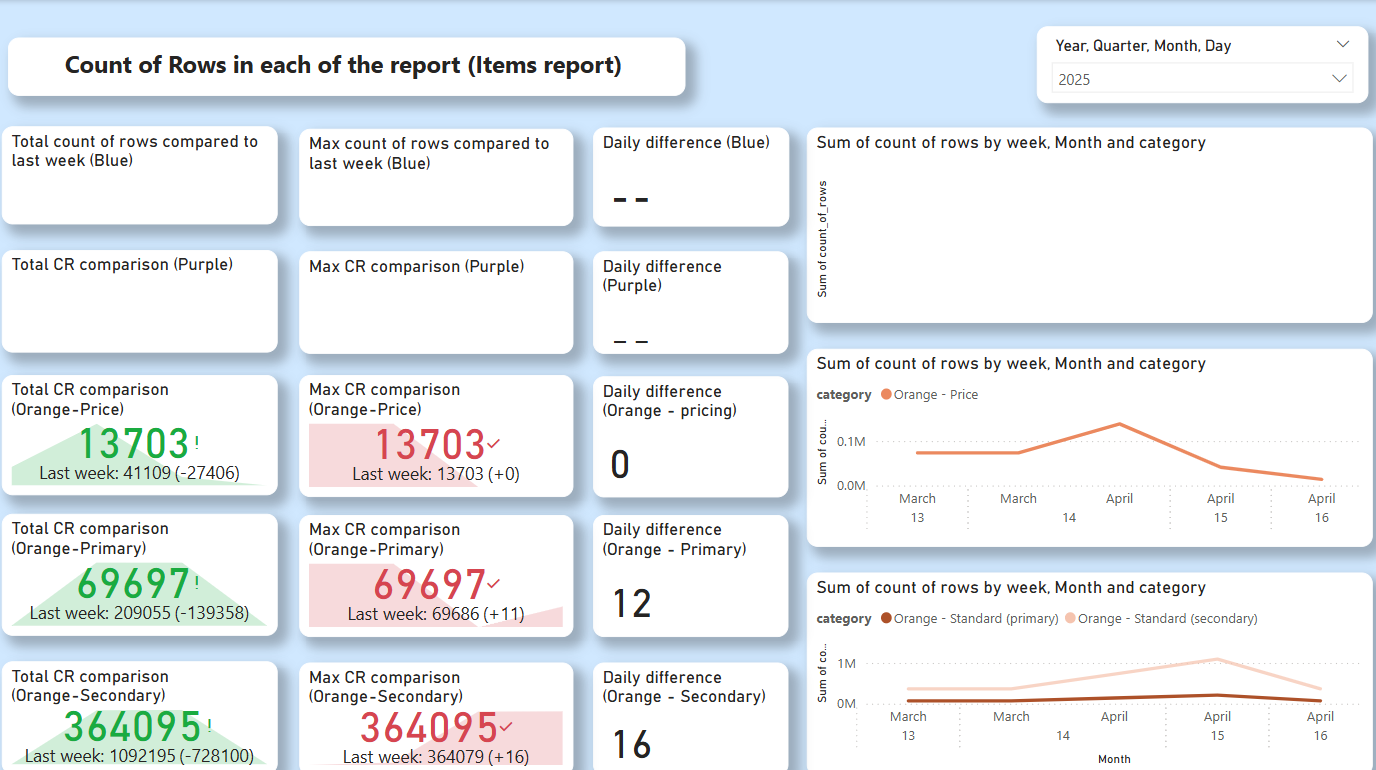 Count of Rows in each of the report (Items report)
Year, Quarter, Month, Day
2025
Total count of rows compared to
last week (Blue)
Max count of rows compared to
last week (Blue)
Daily difference (Blue)
--
Sum of count of rows by week, Month and category
Sum of count_of_rows
Total CR comparison (Purple)
Max CR comparison (Purple)
Daily difference
(Purple)
--
Total CR comparison
(Orange-Price)
13703!
Last week: 41109 (-27406)
Max CR comparison
(Orange-Price)
13703
Last week: 13703 (+0)
Daily difference
(Orange - pricing)
0
Sum of count of rows by week, Month and category
category Orange - Price
Sum of cou...
0.1M
0.0M
March March April April April
13 14 15 16
Total CR comparison
(Orange-Primary)
69697!
Last week: 209055 (-139358)
Max CR comparison
(Orange-Primary)
69697
Last week: 69686 (+11)
Daily difference
(Orange - Primary)
12
Sum of count of rows by week, Month and category
category Orange - Standard (primary) Orange - Standard (secondary)
Sum of co...
1M
0M
March March April April April
13 14 15 16
Month
Total CR comparison
(Orange-Secondary)
364095!
Last week: 1092195 (-728100)
Max CR comparison
(Orange-Secondary)
364095
Last week: 364079 (+16)
Daily difference
(Orange - Secondary)
16